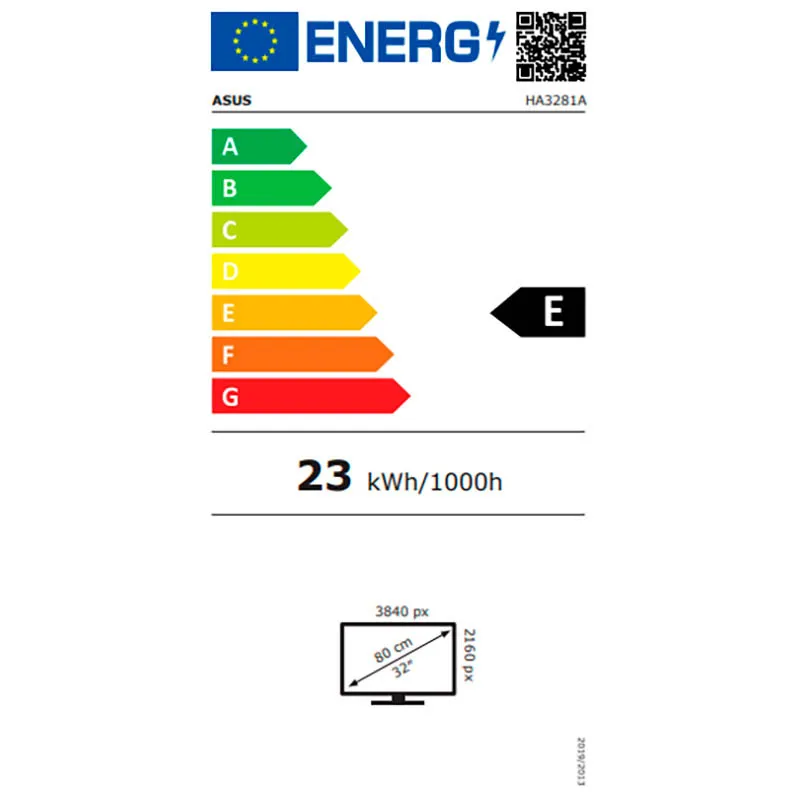 ENERG
ASUS HA3281A
A
B
C
D
E
E
F
G
23 kWh/1000h
3840 px
2160 px
80 cm
32"
2019/2013